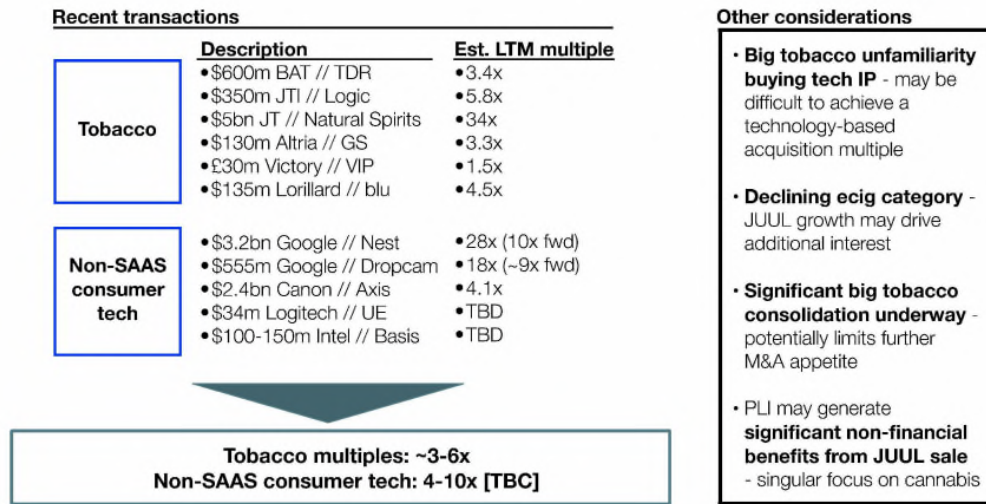 Recent transactions
Description Est. LTM multiple
Tobacco
•$600m BAT // TDR •3.4x
•$350m JTI // Logic •5.8x
•$5bn JT // Natural Spirits •34x
•$130m Altria // GS •3.3x
•£30m Victory // VIP •1.5x
•$135m Lorillard // blu •4.5x
Non-SAAS
consumer
tech
•$3.2bn Google // Nest •28x (10x fwd)
•$555m Google // Dropcam •18x (~9x fwd)
•$2.4bn Canon // Axis •4.1x
•$34m Logitech // UE •TBD
•$100-150m Intel // Basis •TBD
Tobacco multiples: ~3-6x
Non-SAAS consumer tech: 4-10x [TBC]
Other considerations
• Big tobacco unfamiliarity
buying tech IP - may be
difficult to achieve a
technology-based
acquisition multiple
• Declining ecig category -
JUUL growth may drive
additional interest
• Significant big tobacco
consolidation underway -
potentially limits further
M&A appetite
• PLI may generate
significant non-financial
benefits from JUUL sale
- singular focus on cannabis